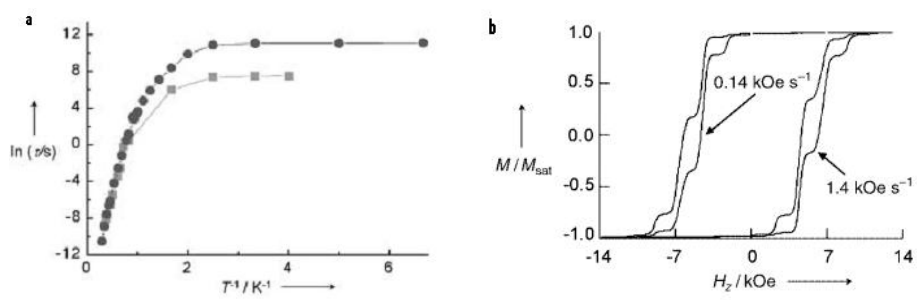 a
12
8
4
0
-4
-8
-12
ln (τ/s)
0 2 4 6
T⁻¹ / K⁻¹
b
1.0
0.5
0.0
-0.5
-1.0
M / Msat
0.14 kOe s⁻¹
1.4 kOe s⁻¹
-14 -7 0 7 14
Hz / kOe